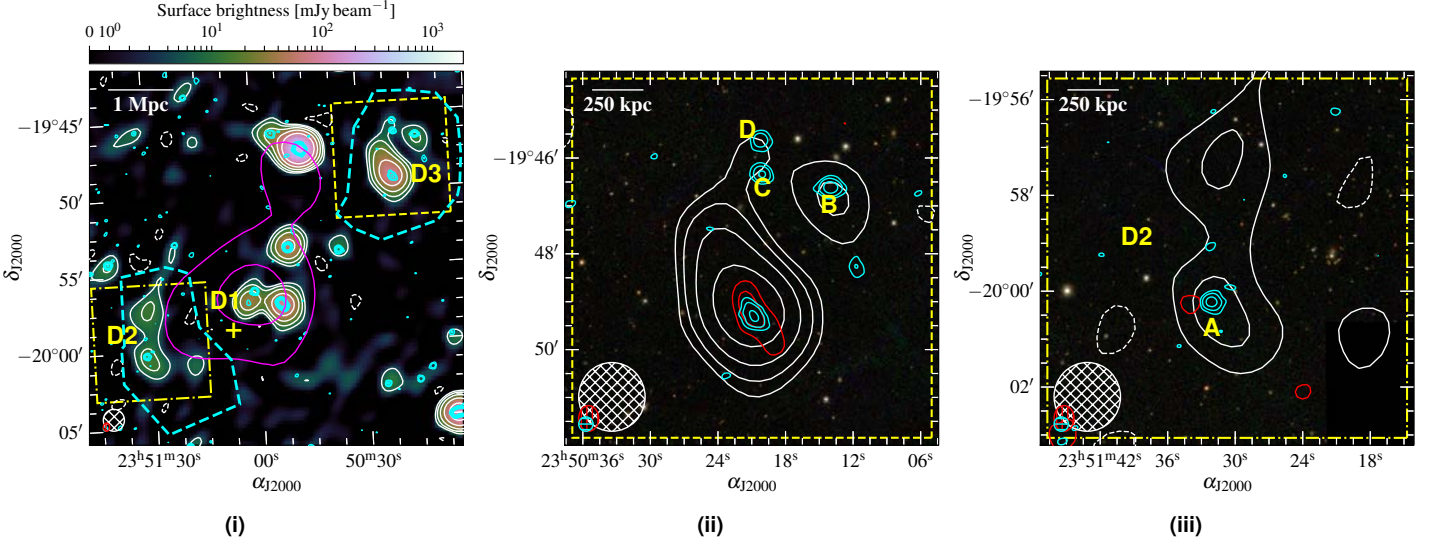 Surface brightness [mJy beam⁻¹]
0 10⁰ 10¹ 10² 10³
1 Mpc
D3
D1
D2
−19°45′
50′
55′
−20°00′
05′
δJ2000
23ʰ51ᵐ30ˢ 00ˢ 50ᵐ30ˢ
αJ2000
(i)
250 kpc
D
C
B
−19°46′
48′
50′
δJ2000
23ʰ50ᵐ36ˢ 30ˢ 24ˢ 18ˢ 12ˢ 06ˢ
αJ2000
(ii)
250 kpc
D2
A
−19°56′
58′
−20°00′
02′
δJ2000
23ʰ51ᵐ42ˢ 36ˢ 30ˢ 24ˢ 18ˢ
αJ2000
(iii)